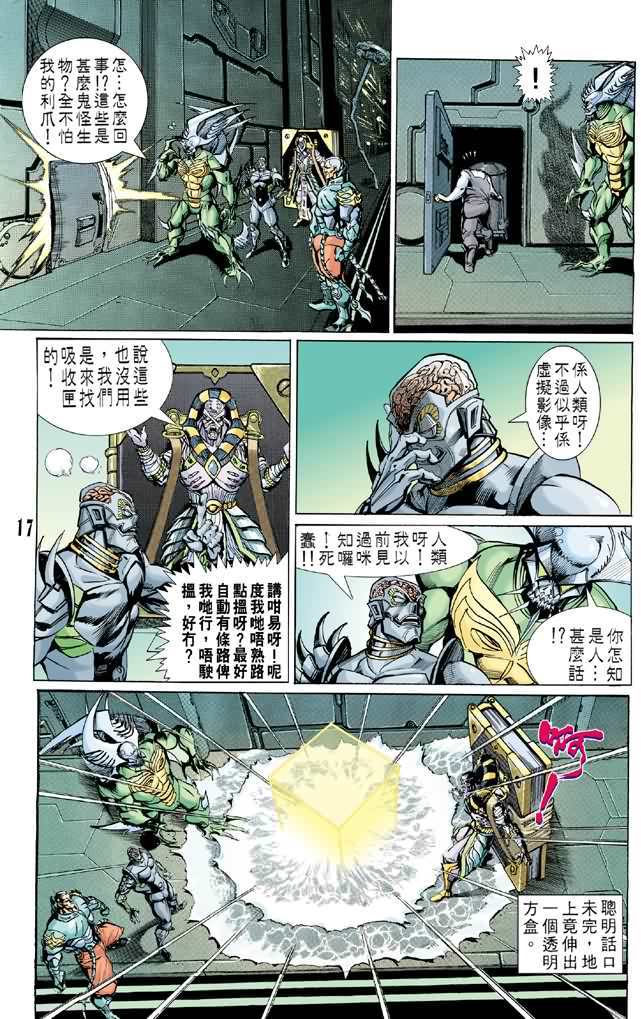 !
怎…怎麼回
事!?這些是
甚麼鬼怪生
物?全不怕
我的利爪!
係人類呀!
不過似乎係
虛擬影像…
你怎知
是人…
甚麼話
!?
人類
呀!
我以
前見
過咪
知囉
!死
蠢!!
說這些
也沒用
,我們
是來找
吸收匣
的!
講咁易呀!呢
度我哋唔熟路
點搵呀?最好
自動有條路俾
我哋行,唔駛
搵,好冇?
17
聰明話口
未完,地
上竟伸出
一個透明
方盒。